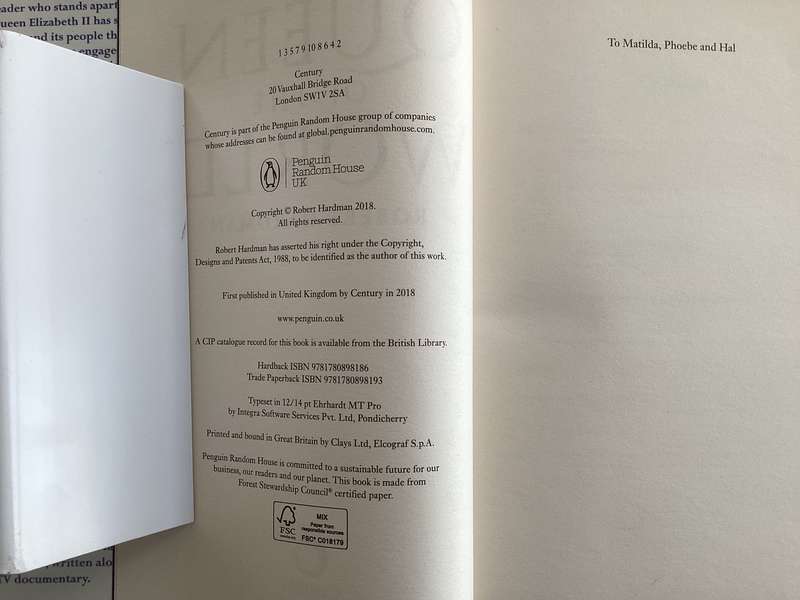 ader who stands apart
ueen Elizabeth II has s
nd its people th
engage
written alo
TV documentary.
1 3 5 7 9 10 8 6 4 2
Century
20 Vauxhall Bridge Road
London SW1V 2SA
Century is part of the Penguin Random House group of companies
whose addresses can be found at global.penguinrandomhouse.com.
Penguin
Random House
UK
Copyright © Robert Hardman 2018.
All rights reserved.
Robert Hardman has asserted his right under the Copyright,
Designs and Patents Act, 1988, to be identified as the author of this work.
First published in United Kingdom by Century in 2018
www.penguin.co.uk
A CIP catalogue record for this book is available from the British Library.
Hardback ISBN 9781780898186
Trade Paperback ISBN 9781780898193
Typeset in 12/14 pt Ehrhardt MT Pro
by Integra Software Services Pvt. Ltd, Pondicherry
Printed and bound in Great Britain by Clays Ltd, Elcograf S.p.A.
Penguin Random House is committed to a sustainable future for our
business, our readers and our planet. This book is made from
Forest Stewardship Council® certified paper.
FSC
MIX
Paper from
responsible sources
FSC® C018179
To Matilda, Phoebe and Hal